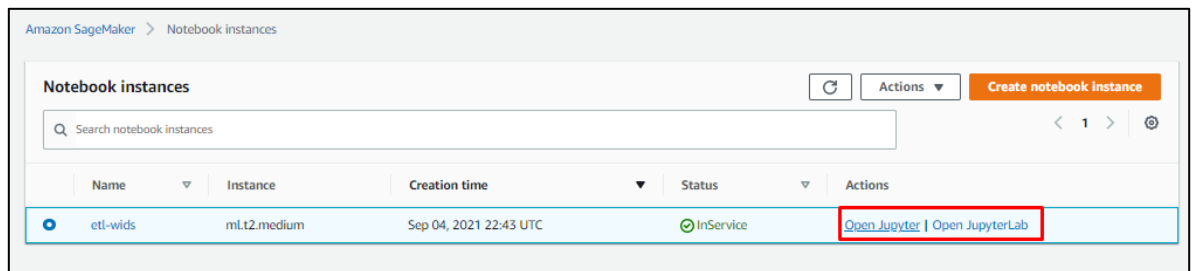 Amazon SageMaker > Notebook instances
Notebook instances
Actions ▼ Create notebook instance
Search notebook instances
< 1 >
Name Instance Creation time Status Actions
etl-wids ml.t2.medium Sep 04, 2021 22:43 UTC InService Open Jupyter | Open JupyterLab